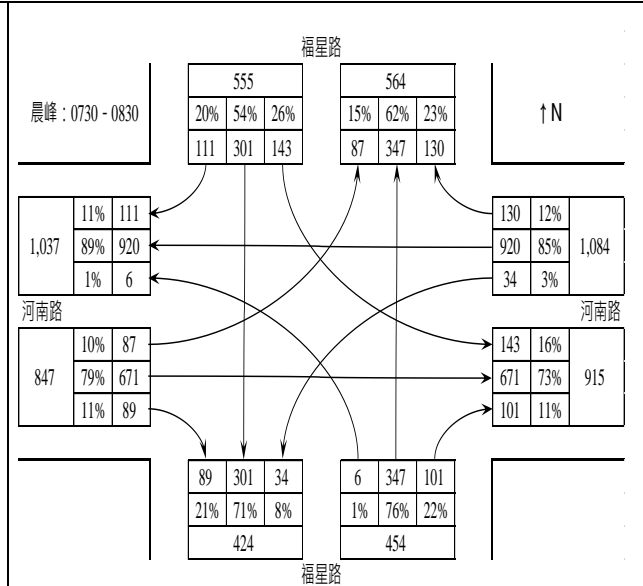 福星路
555 564
晨峰：0730 - 0830 20% 54% 26% 15% 62% 23% ↑N
111 301 143 87 347 130
11% 111 130 12%
1,037 89% 920 920 85% 1,084
1% 6 34 3%
河南路 河南路
10% 87 143 16%
847 79% 671 671 73% 915
11% 89 101 11%
89 301 34 6 347 101
21% 71% 8% 1% 76% 22%
424 454
福星路